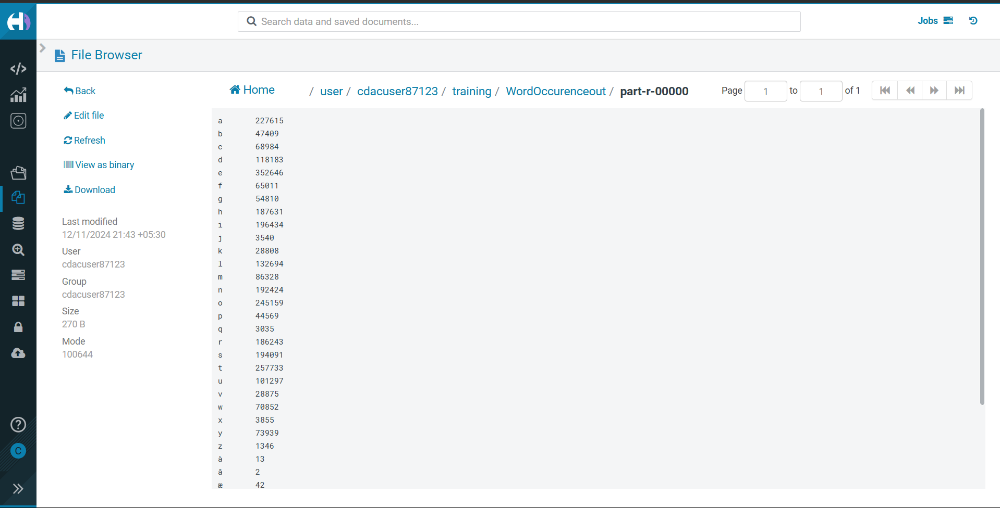 Search data and saved documents...
Jobs
File Browser
Back
Edit file
Refresh
View as binary
Download
Last modified
12/11/2024 21:43 +05:30
User
cdacuser87123
Group
cdacuser87123
Size
270 B
Mode
100644
Home / user / cdacuser87123 / training / WordOccurenceout / part-r-00000
Page 1 to 1 of 1
a 227615
b 47409
c 68984
d 118183
e 352646
f 65011
g 54810
h 187631
i 196434
j 3540
k 28808
l 132694
m 86328
n 192424
o 245159
p 44569
q 3035
r 186243
s 194091
t 257733
u 101297
v 28875
w 70852
x 3855
y 73939
z 1346
à 13
â 2
æ 42
C